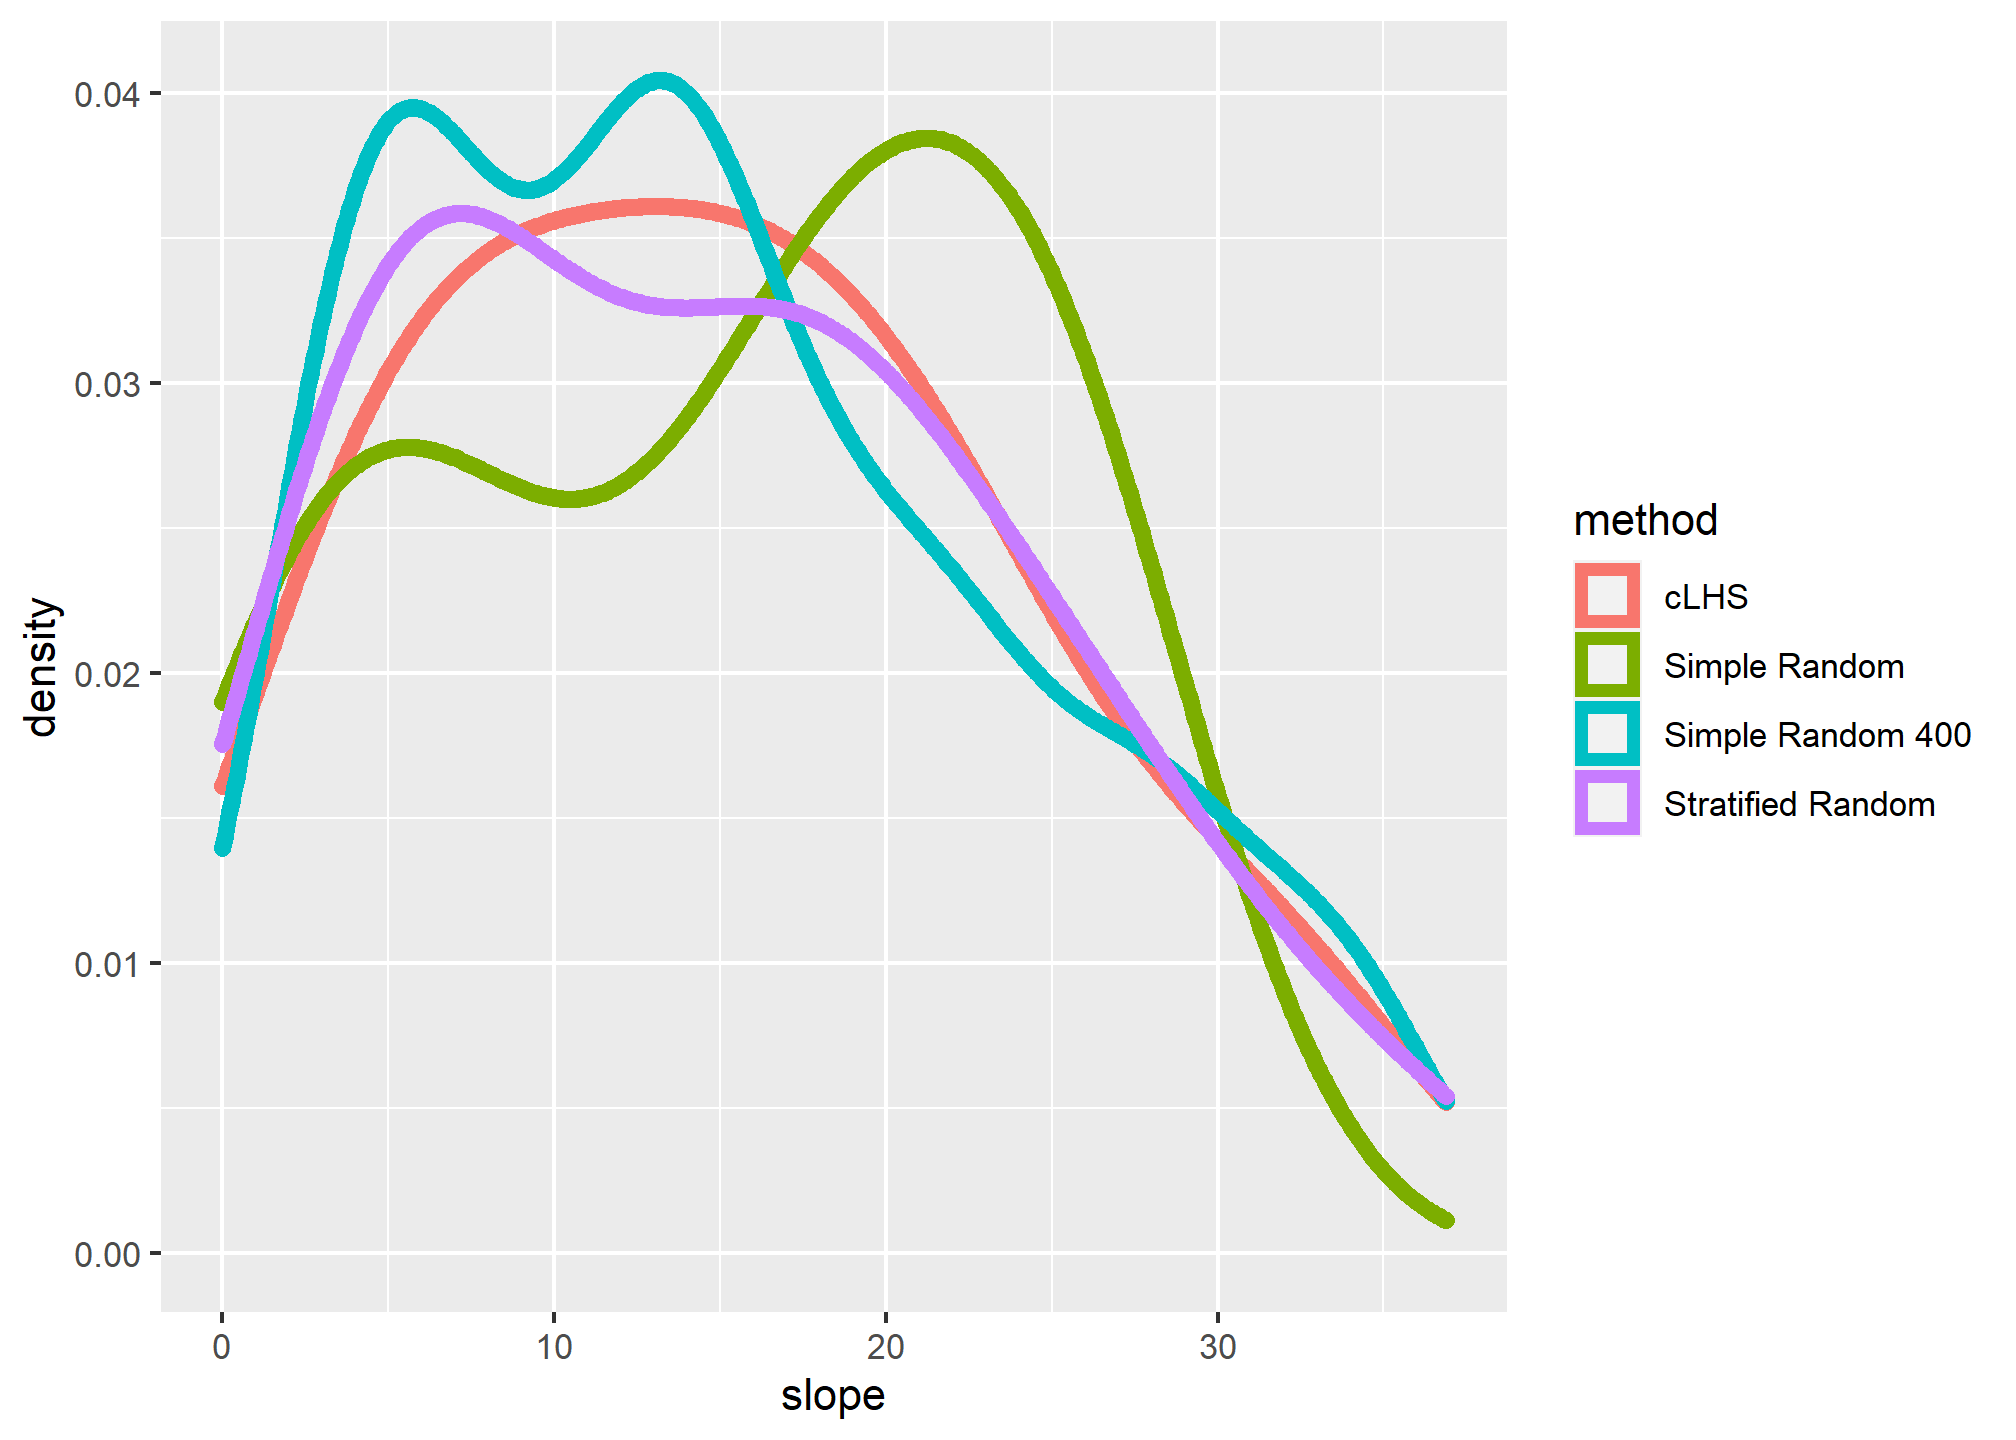 0.04
0.03
0.02
0.01
0.00
density
0
10
20
30
slope
method
cLHS
Simple Random
Simple Random 400
Stratified Random